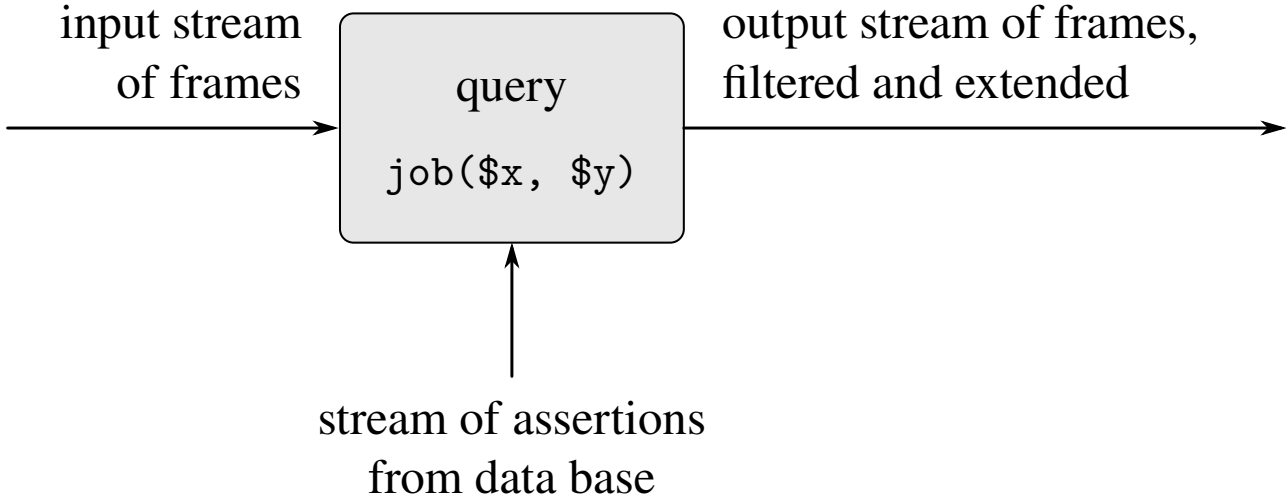 input stream
of frames
query
job($x, $y)
output stream of frames,
filtered and extended
stream of assertions
from data base